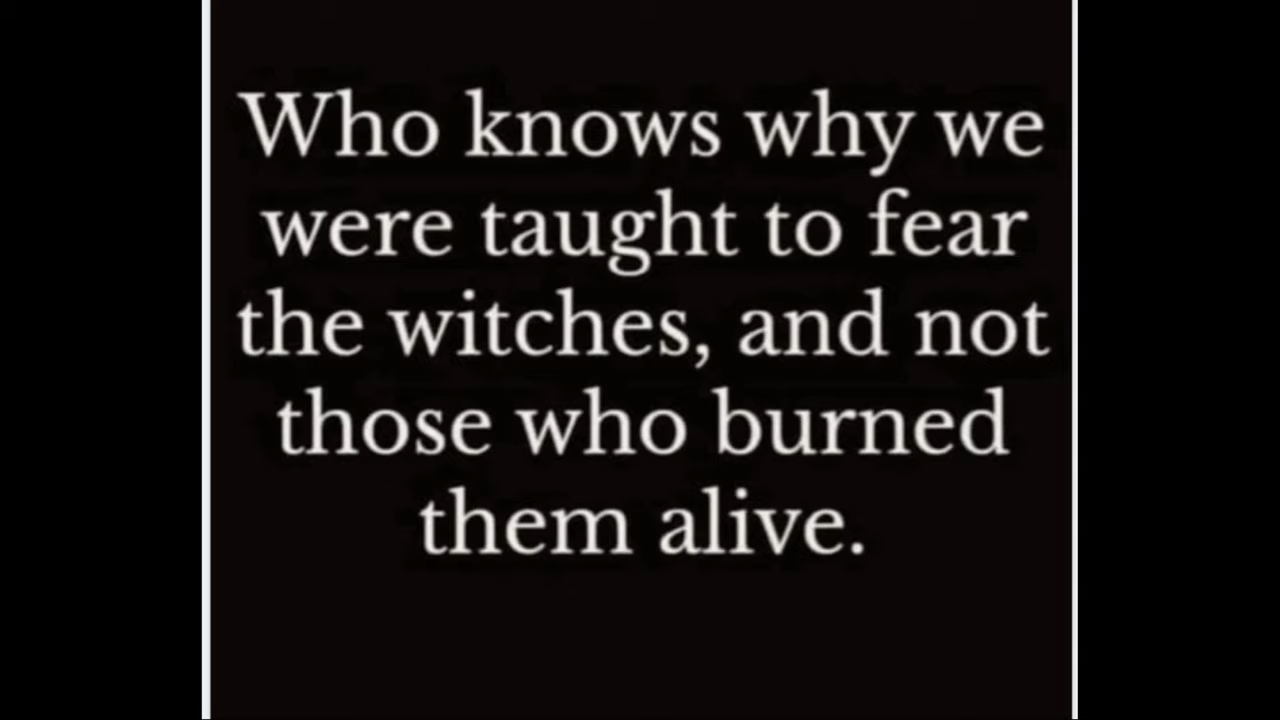 Who knows why we
were taught to fear
the witches, and not
those who burned
them alive.